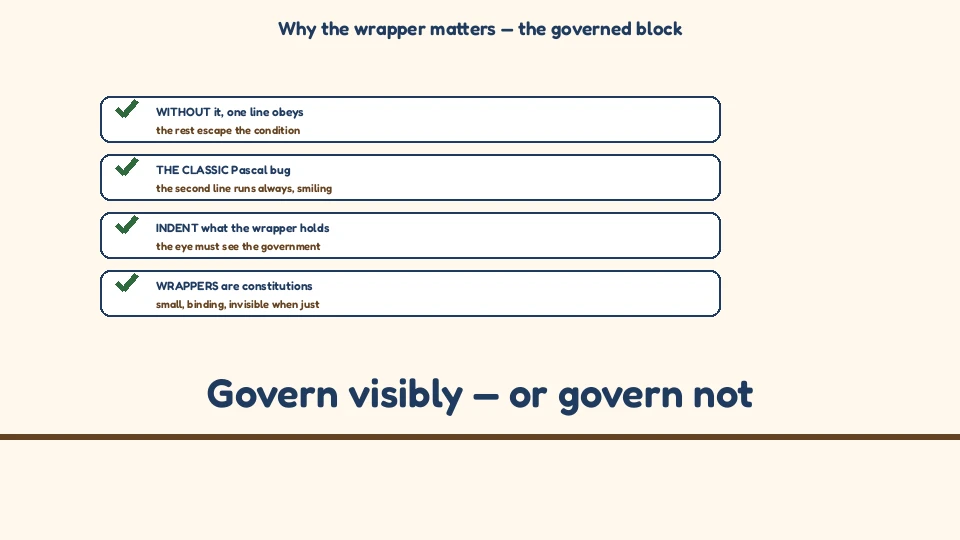 Why the wrapper matters — the governed block
WITHOUT it, one line obeys
the rest escape the condition
THE CLASSIC Pascal bug
the second line runs always, smiling
INDENT what the wrapper holds
the eye must see the government
WRAPPERS are constitutions
small, binding, invisible when just
Govern visibly — or govern not